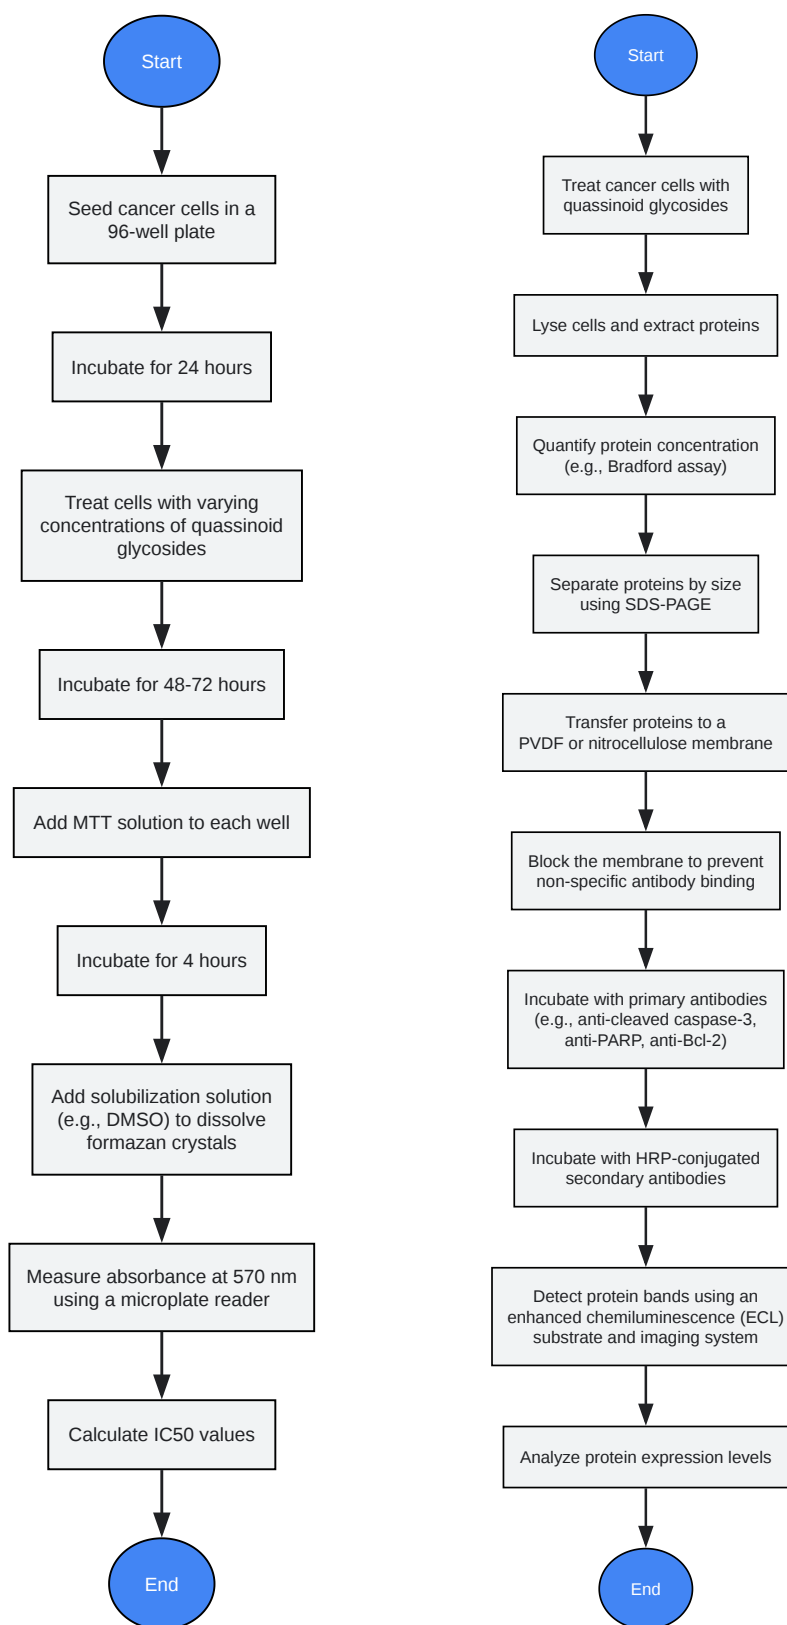 Start
Seed cancer cells in a
96-well plate
Incubate for 24 hours
Treat cells with varying
concentrations of quassinoid
glycosides
Incubate for 48-72 hours
Add MTT solution to each well
Incubate for 4 hours
Add solubilization solution
(e.g., DMSO) to dissolve
formazan crystals
Measure absorbance at 570 nm
using a microplate reader
Calculate IC50 values
End
Start
Treat cancer cells with
quassinoid glycosides
Lyse cells and extract proteins
Quantify protein concentration
(e.g., Bradford assay)
Separate proteins by size
using SDS-PAGE
Transfer proteins to a
PVDF or nitrocellulose membrane
Block the membrane to prevent
non-specific antibody binding
Incubate with primary antibodies
(e.g., anti-cleaved caspase-3,
anti-PARP, anti-Bcl-2)
Incubate with HRP-conjugated
secondary antibodies
Detect protein bands using an
enhanced chemiluminescence (ECL)
substrate and imaging system
Analyze protein expression levels
End